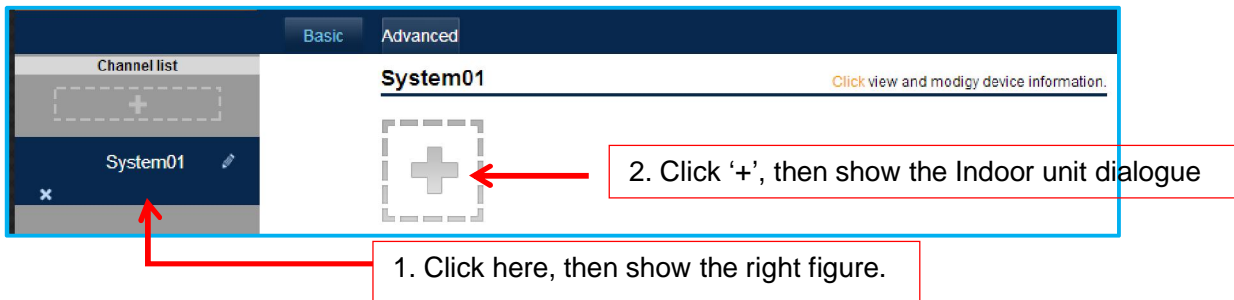 Basic Advanced
Channel list
System01
Click view and modigy device information.
System01
2. Click ‘+’, then show the Indoor unit dialogue
1. Click here, then show the right figure.